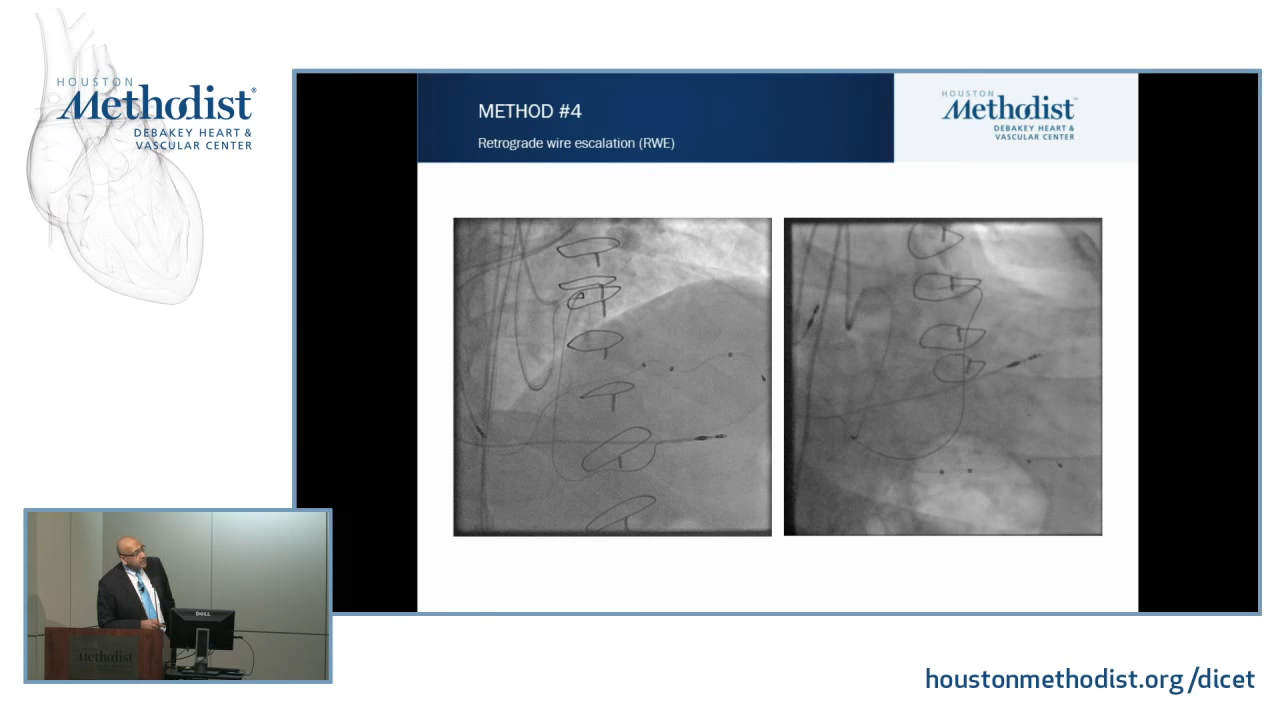 HOUSTON
Methodist®
DEBAKEY HEART &
VASCULAR CENTER
METHOD #4
Retrograde wire escalation (RWE)
HOUSTON
Methodist
DEBAKEY HEART &
VASCULAR CENTER
DELL
Methodist
houstonmethodist.org/dicet